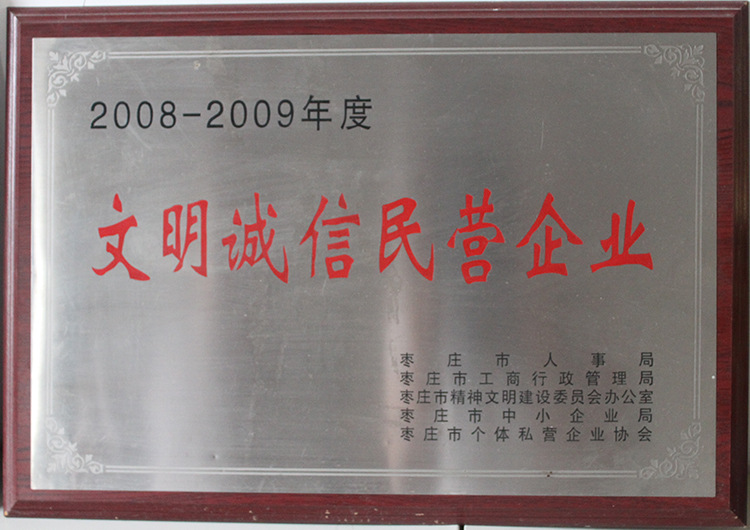 2008-2009年度
文明诚信民营企业
枣庄市人事局
枣庄市工商行政管理局
枣庄市精神文明建设委员会办公室
枣庄市中小企业局
枣庄市个体私营企业协会